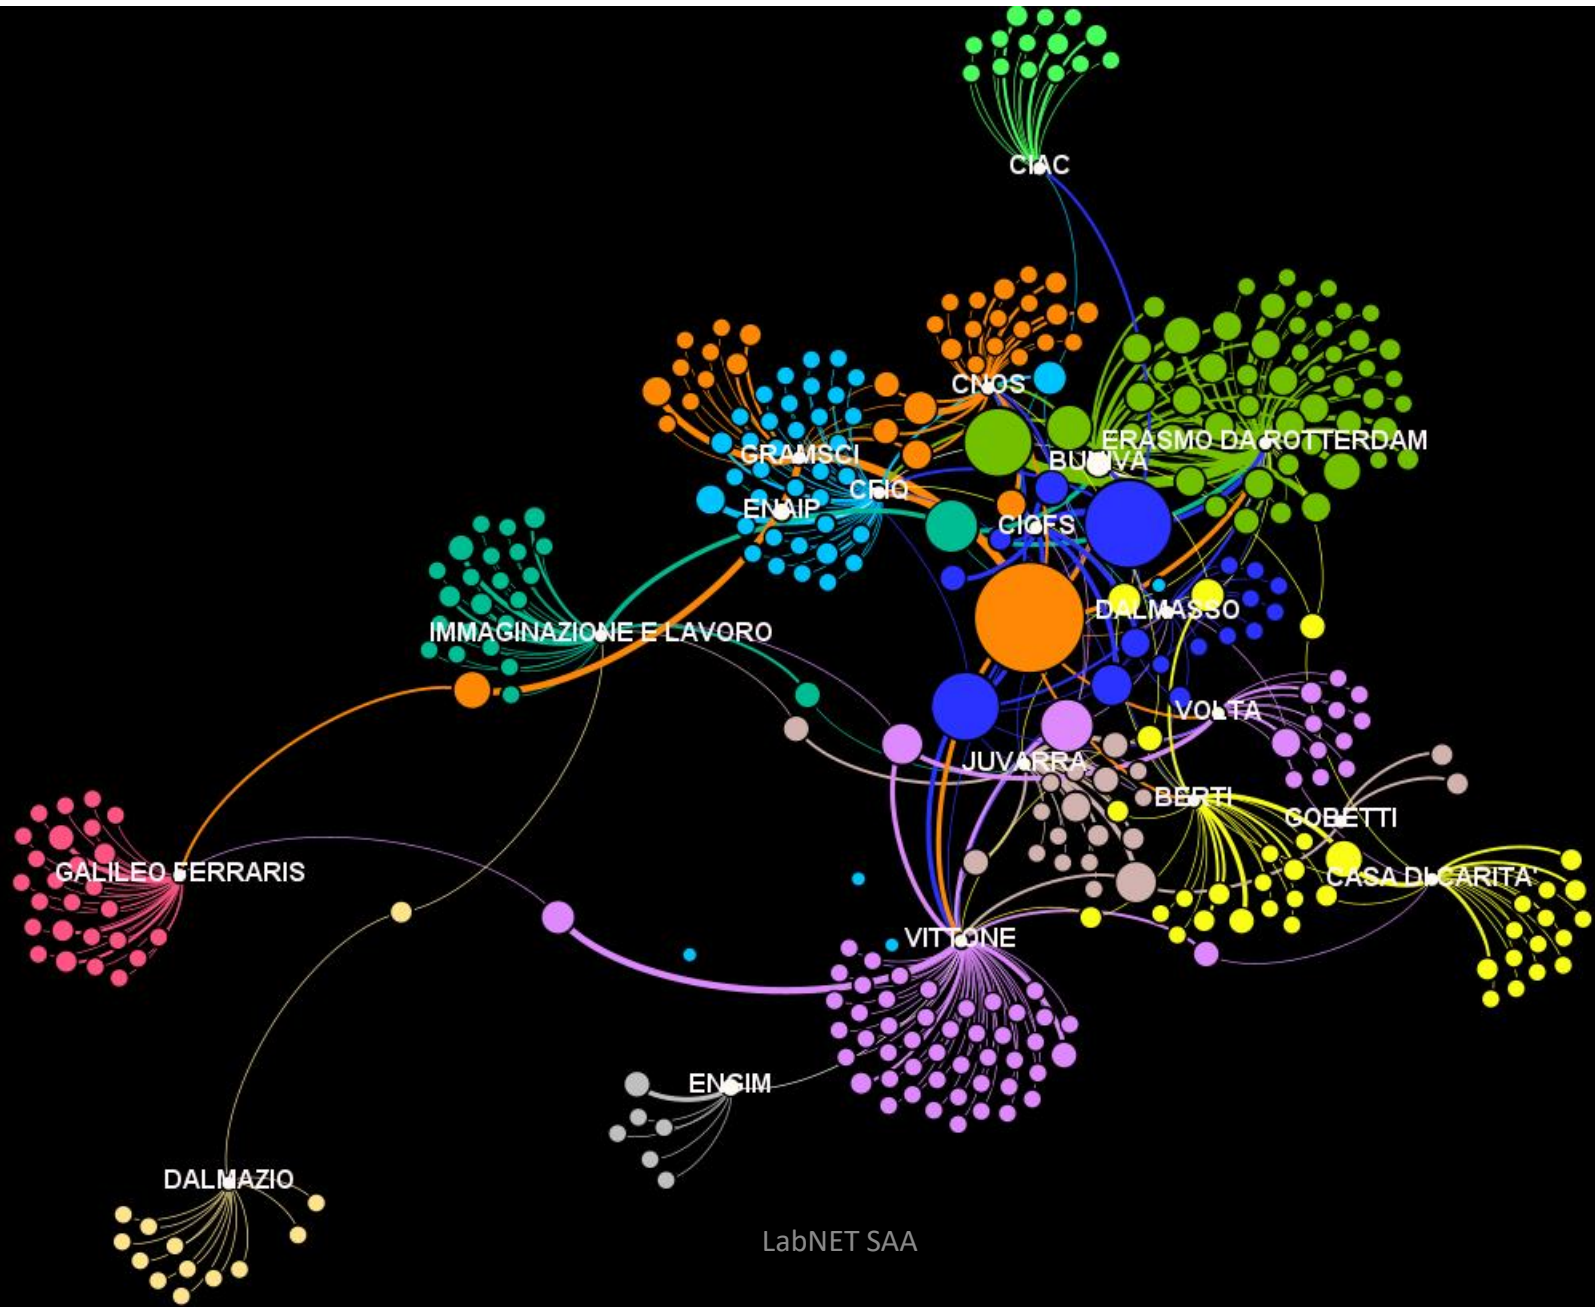 CIAC
CNOS
ERASMO DA ROTTERDAM
GRAMSCI
BUNIVA
CFIQ
ENAIP
CIOFS
DALMASSO
IMMAGINAZIONE E LAVORO
VOLTA
JUVARRA
BERTI
GOBETTI
GALILEO FERRARIS
CASA DI CARITA'
VITTONE
ENGIM
DALMAZIO
LabNET SAA